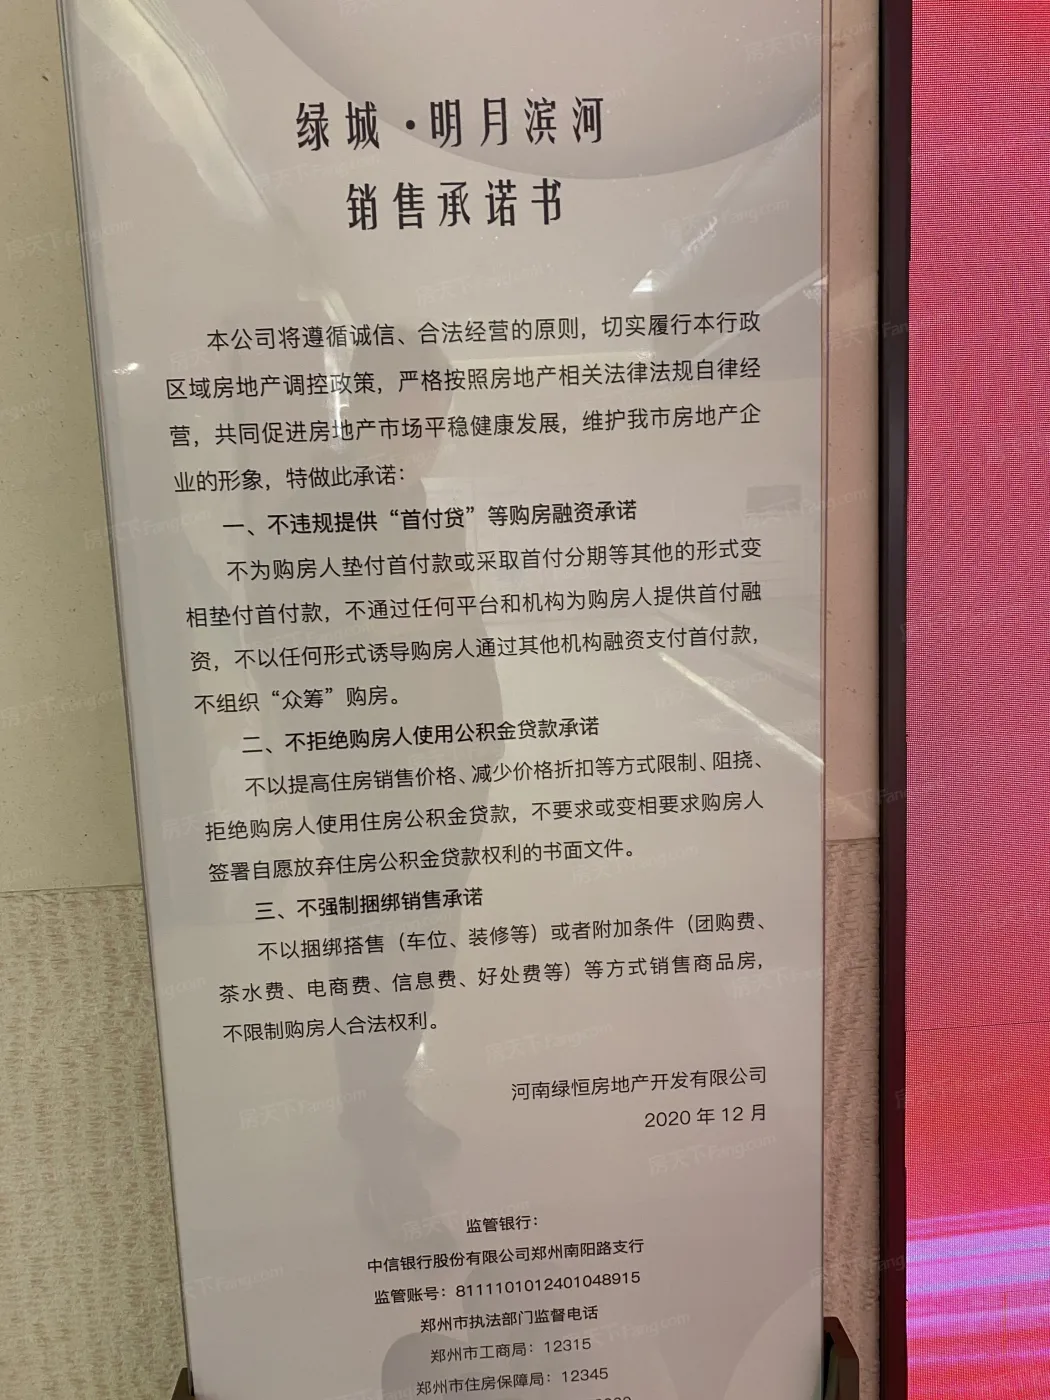 绿城·明月滨河
销售承诺书
本公司将遵循诚信、合法经营的原则，切实履行本行政
区域房地产调控政策，严格按照房地产相关法律法规自律经
营，共同促进房地产市场平稳健康发展，维护我市房地产企
业的形象，特做此承诺：
一、不违规提供“首付贷”等购房融资承诺
不为购房人垫付首付款或采取首付分期等其他的形式变
相垫付首付款，不通过任何平台和机构为购房人提供首付融
资，不以任何形式诱导购房人通过其他机构融资支付首付款，
不组织“众筹”购房。
二、不拒绝购房人使用公积金贷款承诺
不以提高住房销售价格、减少价格折扣等方式限制、阻挠、
拒绝购房人使用住房公积金贷款，不要求或变相要求购房人
签署自愿放弃住房公积金贷款权利的书面文件。
三、不强制捆绑销售承诺
不以捆绑搭售（车位、装修等）或者附加条件（团购费、
茶水费、电商费、信息费、好处费等）等方式销售商品房，
不限制购房人合法权利。
河南绿恒房地产开发有限公司
2020 年 12 月
监管银行：
中信银行股份有限公司郑州南阳路支行
监管账号：8111101012401048915
郑州市执法部门监督电话
郑州市工商局：12315
郑州市住房保障局：12345
房天下Fang.com